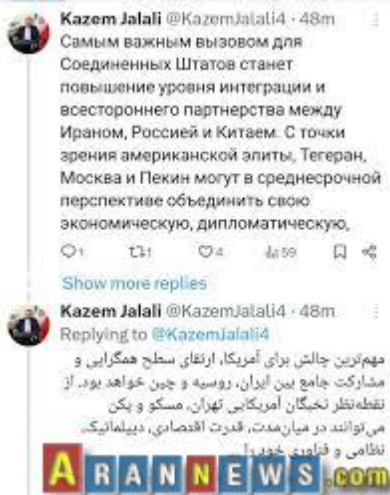 Kazem Jalali @KazemJalali4 · 48m
Самым важным вызовом для
Соединенных Штатов станет
повышение уровня интеграции и
всестороннего партнерства между
Ираном, Россией и Китаем. С точки
зрения американской элиты, Тегеран,
Москва и Пекин могут в среднесрочной
перспективе объединить свою
экономическую, дипломатическую,
1 1 4 59
Show more replies
Kazem Jalali @KazemJalali4 · 48m
Replying to @KazemJalali4
مهم‌ترین چالش برای آمریکا، ارتقای سطح همگرایی و
مشارکت جامع بین ایران، روسیه و چین خواهد بود. از
نقطه‌نظر نخبگان آمریکایی تهران، مسکو و پکن
می‌توانند در میان‌مدت، قدرت اقتصادی، دیپلماتیک،
نظامی و فناوری خود را
ARANNEWS.com